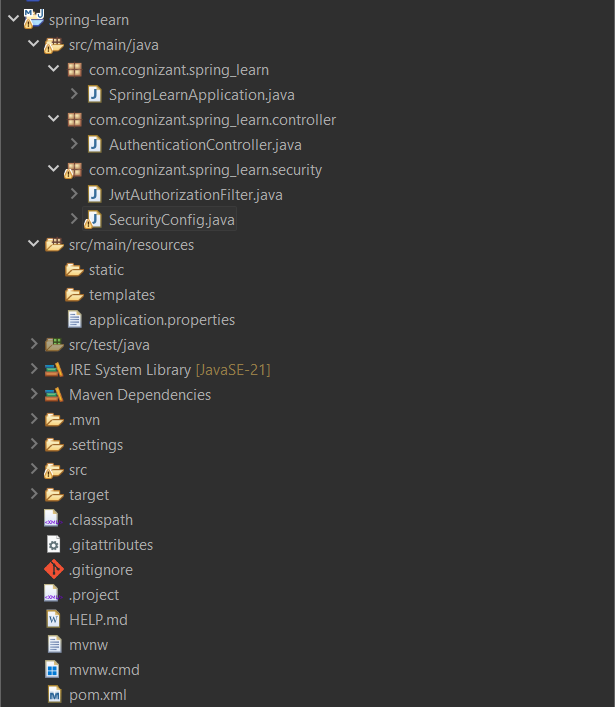 spring-learn
src/main/java
com.cognizant.spring_learn
SpringLearnApplication.java
com.cognizant.spring_learn.controller
AuthenticationController.java
com.cognizant.spring_learn.security
JwtAuthorizationFilter.java
SecurityConfig.java
src/main/resources
static
templates
application.properties
src/test/java
JRE System Library [JavaSE-21]
Maven Dependencies
.mvn
.settings
src
target
.classpath
.gitattributes
.gitignore
.project
HELP.md
mvnw
mvnw.cmd
pom.xml